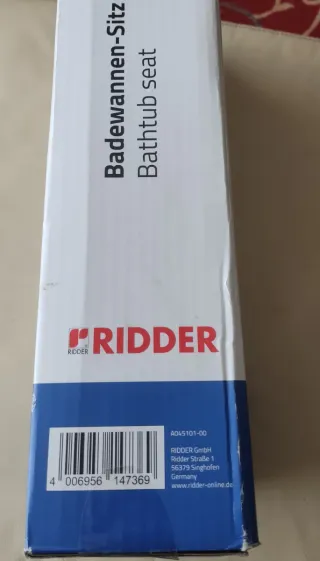 Badewannen-Sitz
Bathtub seat
RIDDER
RIDDER
A045101-00
RIDDER GmbH
Ridder Straße 1
56379 Singhofen
Germany
www.ridder-online.de
4 006956 147369